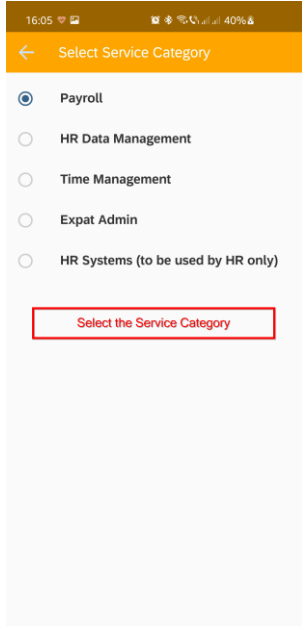 16:05 40%
Select Service Category
Payroll
HR Data Management
Time Management
Expat Admin
HR Systems (to be used by HR only)
Select the Service Category